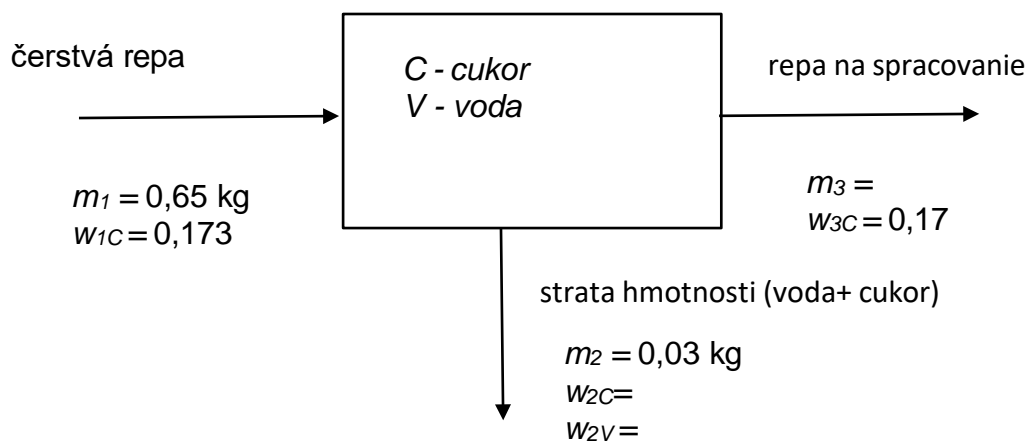 čerstvá repa
C - cukor
V - voda
repa na spracovanie
m1 = 0,65 kg
w1C = 0,173
m3 =
w3C = 0,17
strata hmotnosti (voda+ cukor)
m2 = 0,03 kg
w2C=
w2V =